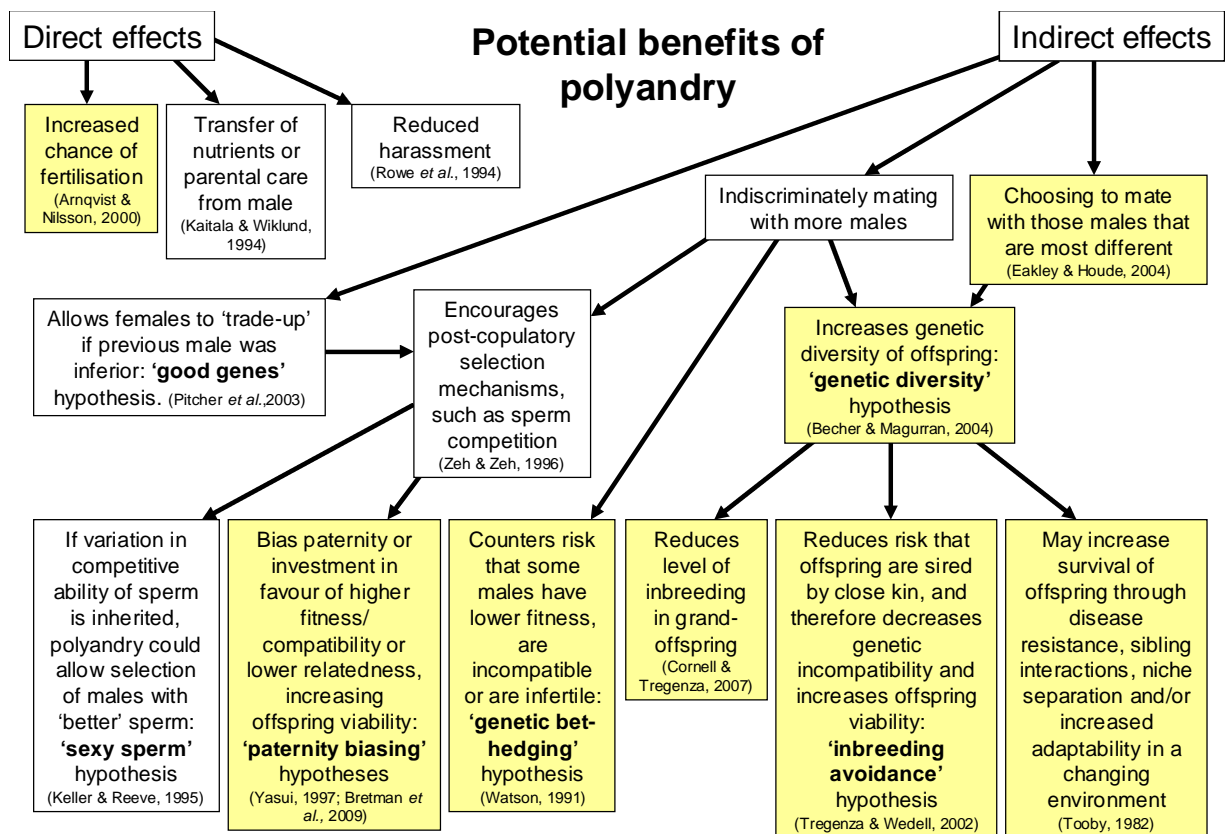 Direct effects
Potential benefits of
polyandry
Indirect effects
Increased
chance of
fertilisation
(Arnqvist &
Nilsson, 2000)
Transfer of
nutrients or
parental care
from male
(Kaitala & Wiklund,
1994)
Reduced
harassment
(Rowe et al., 1994)
Indiscriminately mating
with more males
Choosing to mate
with those males that
are most different
(Eakley & Houde, 2004)
Allows females to ‘trade-up’
if previous male was
inferior: ‘good genes’
hypothesis. (Pitcher et al.,2003)
Encourages
post-copulatory
selection
mechanisms,
such as sperm
competition
(Zeh & Zeh, 1996)
Increases genetic
diversity of offspring:
‘genetic diversity’
hypothesis
(Becher & Magurran, 2004)
If variation in
competitive
ability of sperm
is inherited,
polyandry could
allow selection
of males with
‘better’ sperm:
‘sexy sperm’
hypothesis
(Keller & Reeve, 1995)
Bias paternity or
investment in
favour of higher
fitness/
compatibility or
lower relatedness,
increasing
offspring viability:
‘paternity biasing’
hypotheses
(Yasui, 1997; Bretman et
al., 2009)
Counters risk
that some
males have
lower fitness,
are
incompatible
or are infertile:
‘genetic bet-
hedging’
hypothesis
(Watson, 1991)
Reduces
level of
inbreeding
in grand-
offspring
(Cornell &
Tregenza, 2007)
Reduces risk that
offspring are sired
by close kin, and
therefore decreases
genetic
incompatibility and
increases offspring
viability:
‘inbreeding
avoidance’
hypothesis
(Tregenza & Wedell, 2002)
May increase
survival of
offspring through
disease
resistance, sibling
interactions, niche
separation and/or
increased
adaptability in a
changing
environment
(Tooby, 1982)